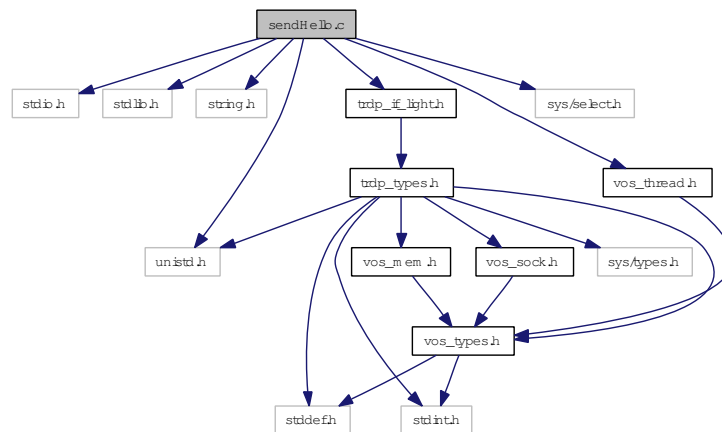 sendHello.c
stdio.h
stdlib.h
string.h
trdp_if_light.h
sys/select.h
trdp_types.h
vos_thread.h
unistd.h
vos_mem.h
vos_sock.h
sys/types.h
vos_types.h
stddef.h
stdint.h